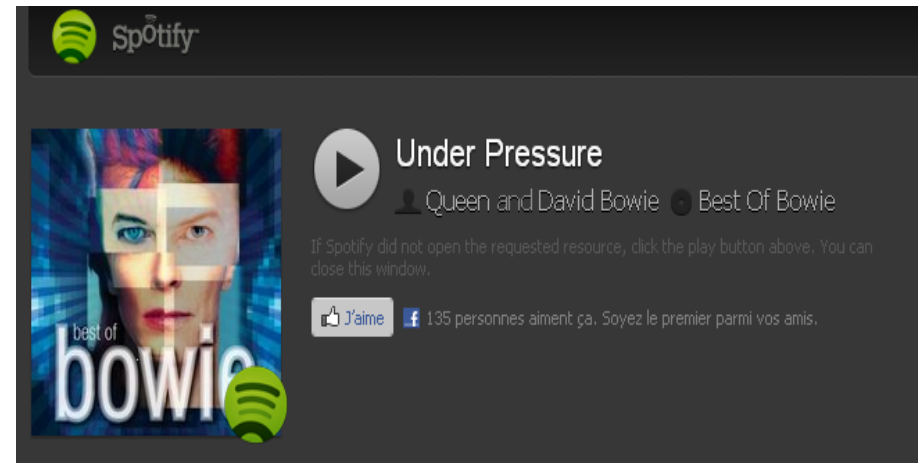 Spotify
Under Pressure
Queen and David Bowie Best Of Bowie
If Spotify did not open the requested resource, click the play button above. You can
close this window.
J'aime 135 personnes aiment ça. Soyez le premier parmi vos amis.
best of
bowie